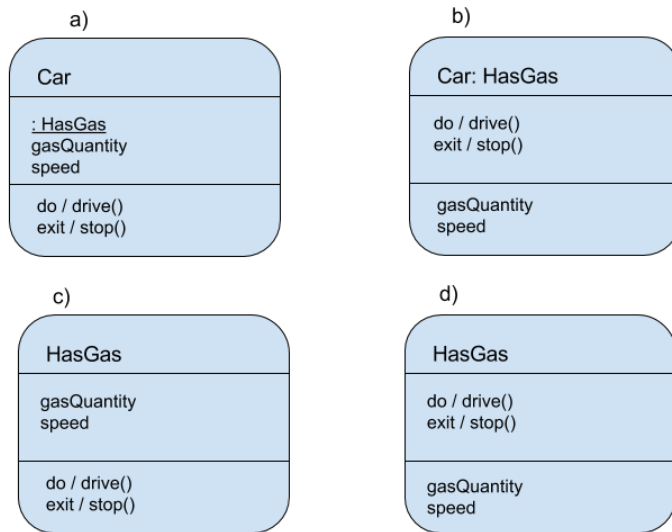 a)
Car
: HasGas
gasQuantity
speed
do / drive()
exit / stop()
b)
Car: HasGas
do / drive()
exit / stop()
gasQuantity
speed
c)
HasGas
gasQuantity
speed
do / drive()
exit / stop()
d)
HasGas
do / drive()
exit / stop()
gasQuantity
speed